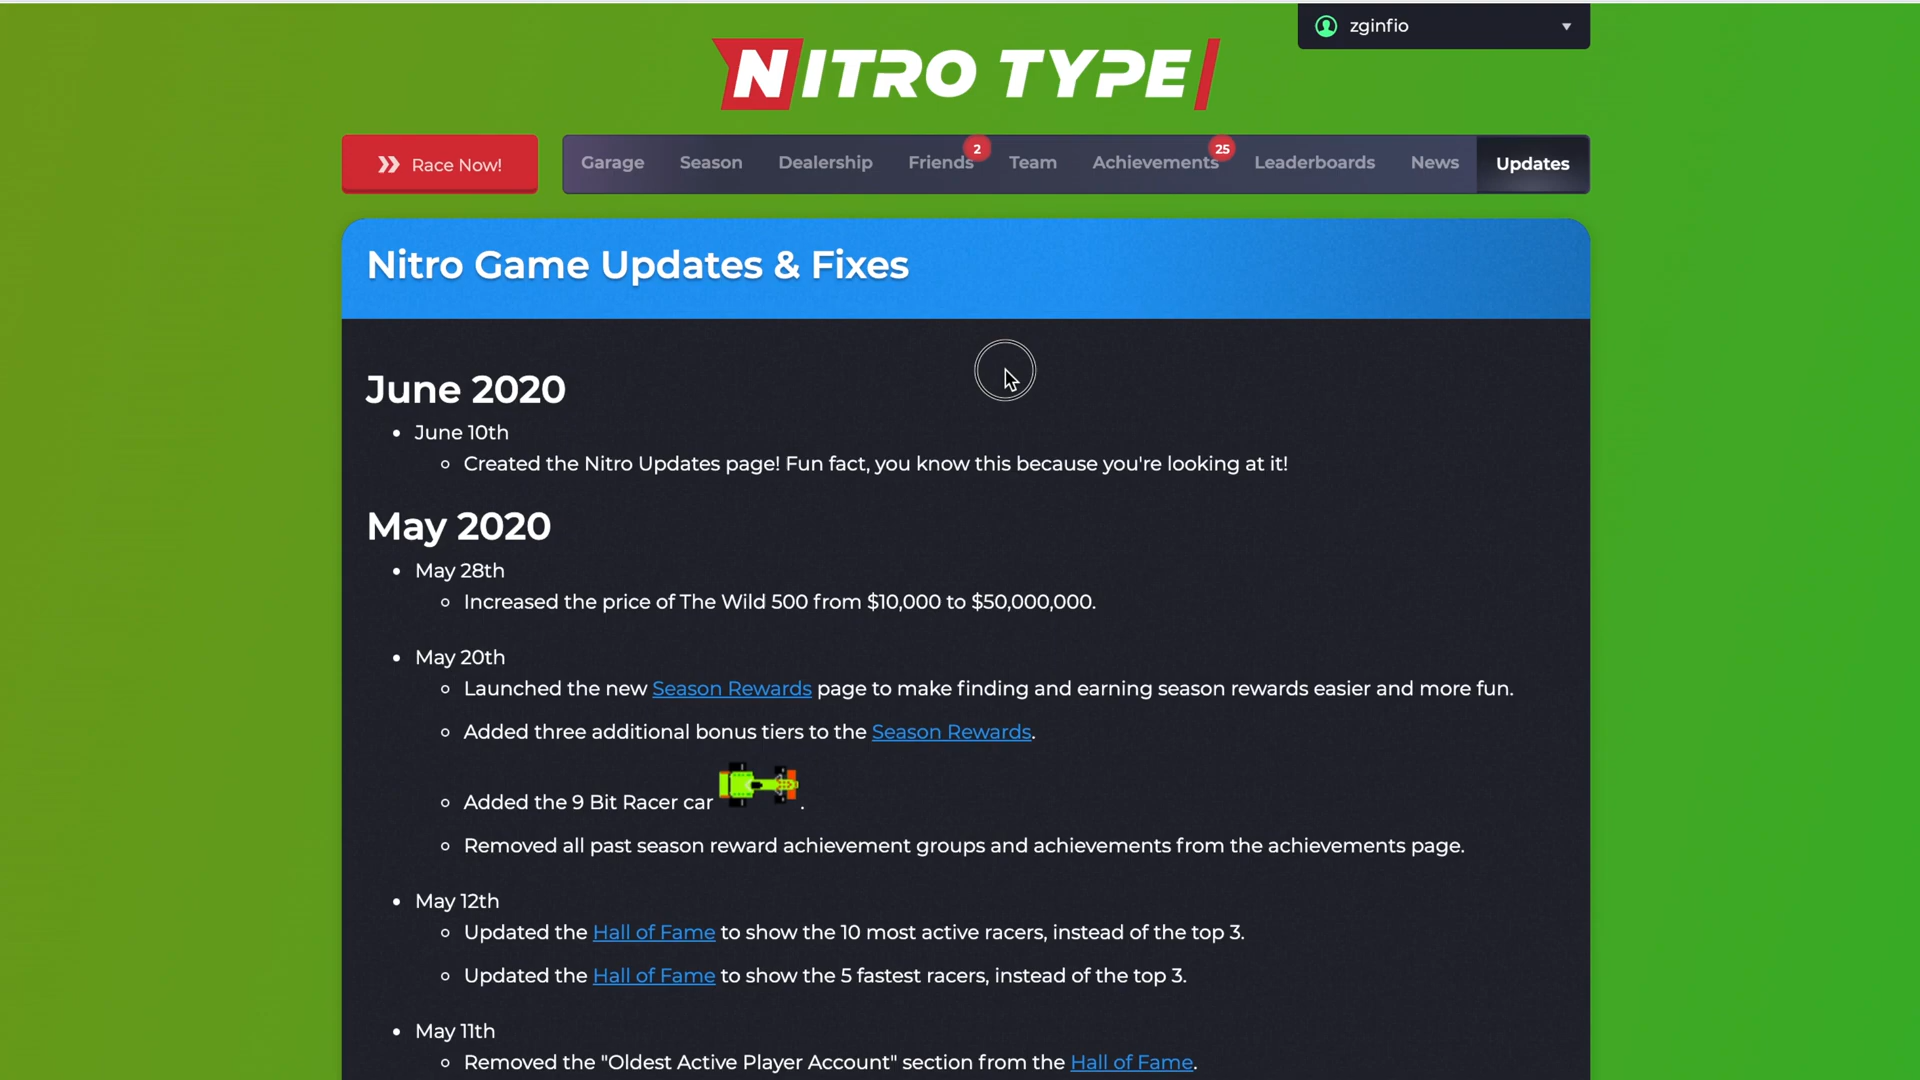 zginfio
NITRO TYPE
Race Now!
Garage Season Dealership Friends 2 Team Achievements 25 Leaderboards News Updates
Nitro Game Updates & Fixes
June 2020
June 10th
Created the Nitro Updates page! Fun fact, you know this because you're looking at it!
May 2020
May 28th
Increased the price of The Wild 500 from $10,000 to $50,000,000.
May 20th
Launched the new Season Rewards page to make finding and earning season rewards easier and more fun.
Added three additional bonus tiers to the Season Rewards.
Added the 9 Bit Racer car .
Removed all past season reward achievement groups and achievements from the achievements page.
May 12th
Updated the Hall of Fame to show the 10 most active racers, instead of the top 3.
Updated the Hall of Fame to show the 5 fastest racers, instead of the top 3.
May 11th
Removed the "Oldest Active Player Account" section from the Hall of Fame.